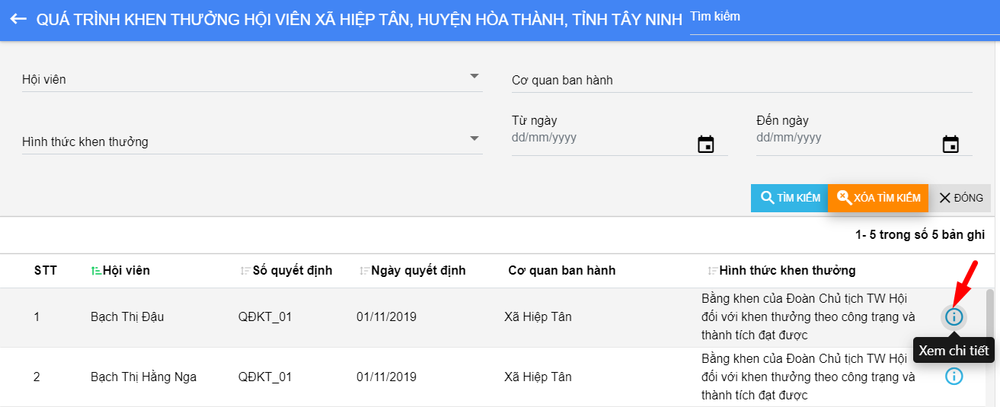 QUÁ TRÌNH KHEN THƯỞNG HỘI VIÊN XÃ HIỆP TÂN, HUYỆN HÒA THÀNH, TỈNH TÂY NINH Tìm kiếm
Hội viên
Cơ quan ban hành
Từ ngày Đến ngày
dd/mm/yyyy dd/mm/yyyy
Hình thức khen thưởng
TÌM KIẾM XÓA TÌM KIẾM ĐÓNG
1- 5 trong số 5 bản ghi
STT Hội viên Số quyết định Ngày quyết định Cơ quan ban hành Hình thức khen thưởng
Bằng khen của Đoàn Chủ tịch TW Hội
1 Bạch Thị Đậu QĐKT_01 01/11/2019 Xã Hiệp Tân đối với khen thưởng theo công trạng và
thành tích đạt được
Xem chi tiết
Bằng khen của Đoàn Chủ tịch TW Hội
2 Bạch Thị Hằng Nga QĐKT_01 01/11/2019 Xã Hiệp Tân đối với khen thưởng theo công trạng và
thành tích đạt được